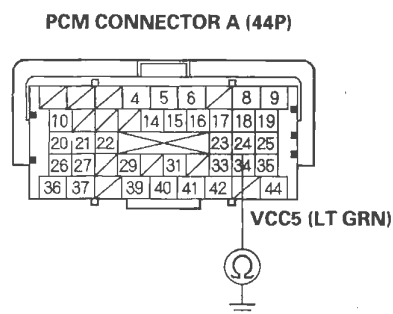 PCM CONNECTOR A (44P)
4 5 6 8 9
10 14 15 16 17 18 19
20 21 22 23 24 25
26 27 29 31 33 34 35
36 37 39 40 41 42 44
VCC5 (LT GRN)
Ω